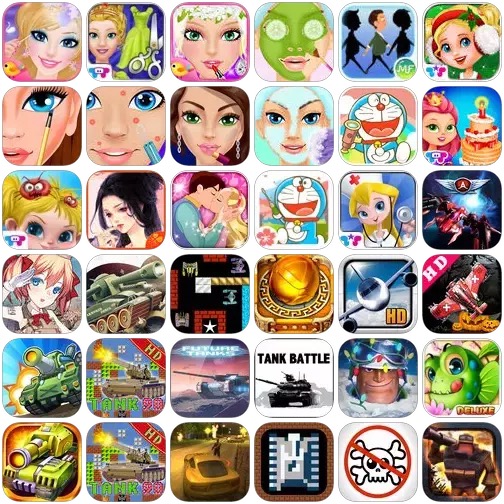 MF
A
HD
HD
HD
TANK
FUTURE
TANKS
TANK BATTLE
DELUXE
HD
TANK